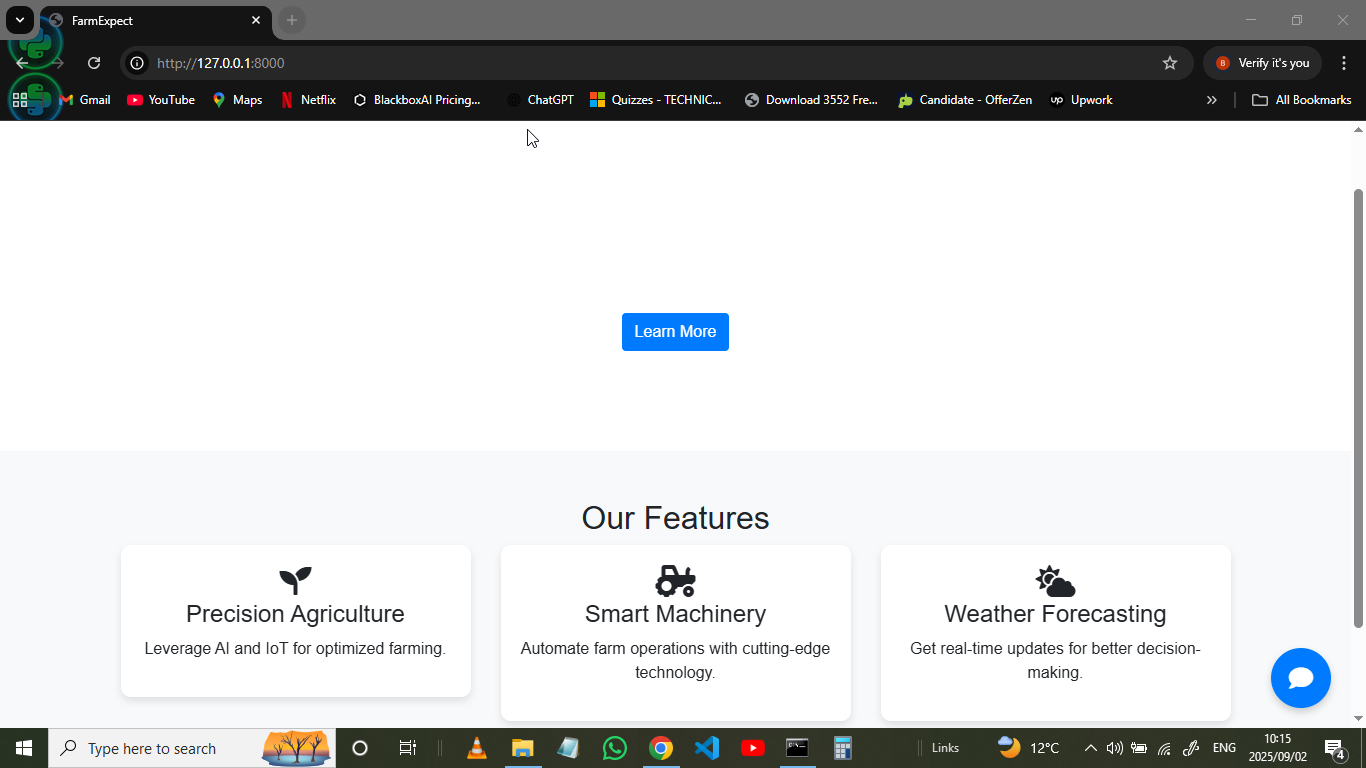 FarmExpect
http://127.0.0.1:8000
Verify it's you
Gmail
YouTube
Maps
Netflix
BlackboxAI Pricing...
ChatGPT
Quizzes - TECHNIC...
Download 3552 Fre...
Candidate - OfferZen
up Upwork
All Bookmarks
Learn More
Our Features
Precision Agriculture
Leverage AI and IoT for optimized farming.
Smart Machinery
Automate farm operations with cutting-edge
technology.
Weather Forecasting
Get real-time updates for better decision-
making.
Type here to search
Links
12°C
ENG
10:15
2025/09/02
4